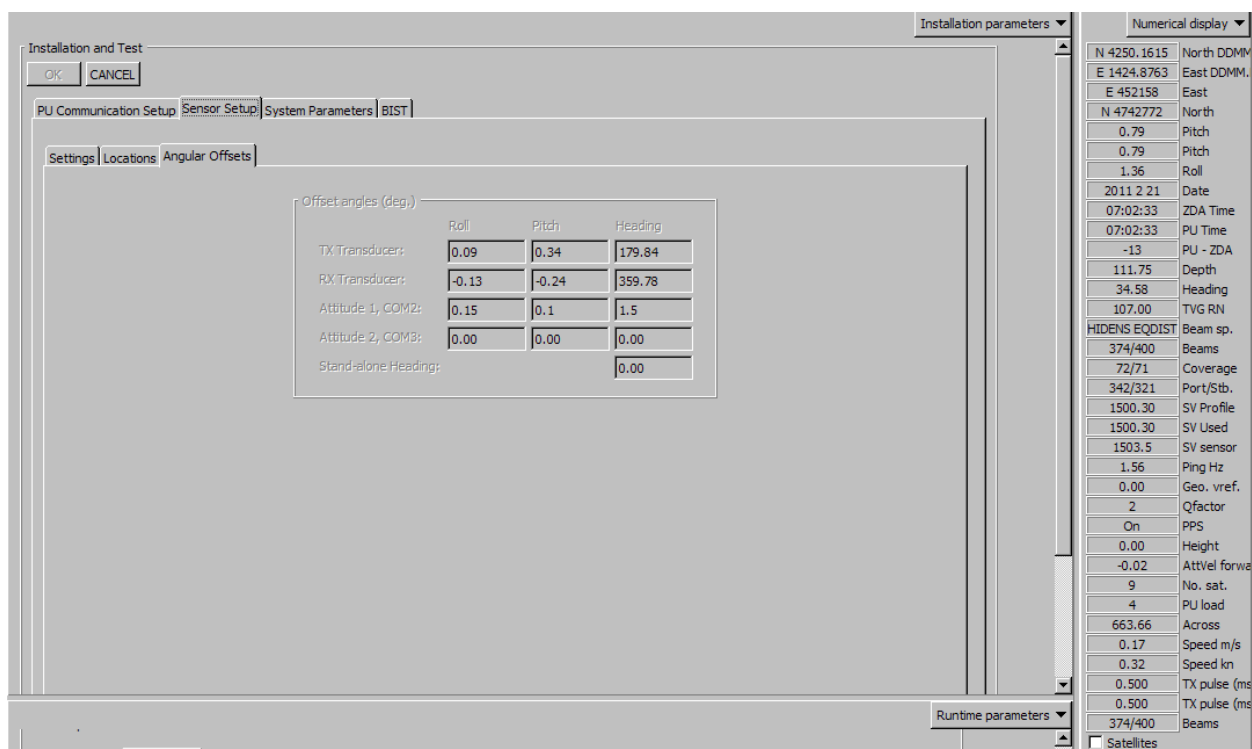 Installation parameters
Installation and Test
OK CANCEL
PU Communication Setup Sensor Setup System Parameters BIST
Settings Locations Angular Offsets
Offset angles (deg.)
Roll Pitch Heading
TX Transducer: 0.09 0.34 179.84
RX Transducer: -0.13 -0.24 359.78
Attitude 1, COM2: 0.15 0.1 1.5
Attitude 2, COM3: 0.00 0.00 0.00
Stand-alone Heading: 0.00
Runtime parameters
Numerical display
N 4250.1615 North DDMM
E 1424.8763 East DDMM.
E 452158 East
N 4742772 North
0.79 Pitch
0.79 Pitch
1.36 Roll
2011 2 21 Date
07:02:33 ZDA Time
07:02:33 PU Time
-13 PU - ZDA
111.75 Depth
34.58 Heading
107.00 TVG RN
HIDENS EQDIST Beam sp.
374/400 Beams
72/71 Coverage
342/321 Port/Stb.
1500.30 SV Profile
1500.30 SV Used
1503.5 SV sensor
1.56 Ping Hz
0.00 Geo. vref.
2 Qfactor
On PPS
0.00 Height
-0.02 AttVel forwa
9 No. sat.
4 PU load
663.66 Across
0.17 Speed m/s
0.32 Speed kn
0.500 TX pulse (ms
0.500 TX pulse (ms
374/400 Beams
Satellites